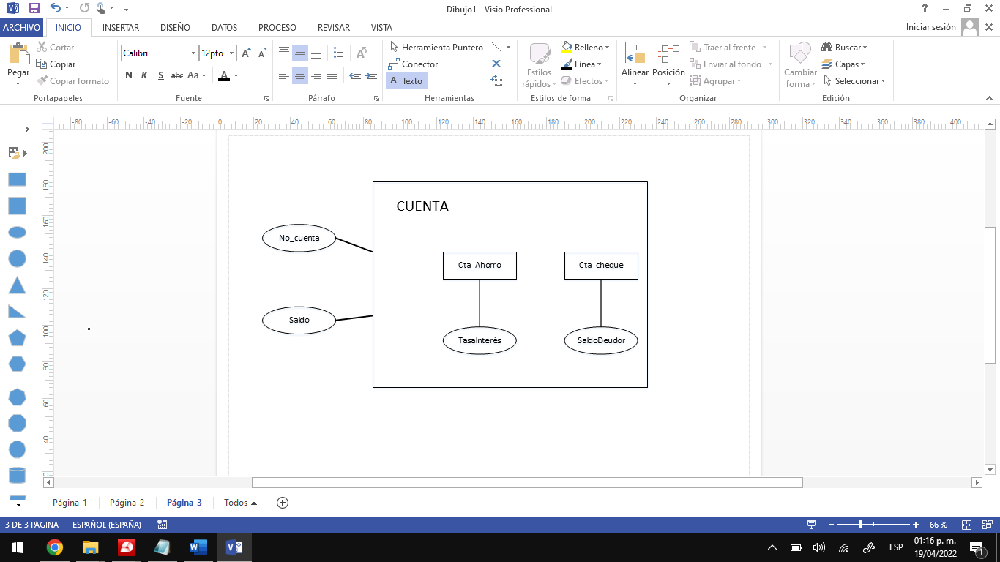 Dibujo1 - Visio Professional
ARCHIVO INICIO INSERTAR DISEÑO DATOS PROCESO REVISAR VISTA Iniciar sesión
Pegar
Cortar
Copiar
Copiar formato
Portapapeles
Calibri 12pto
N K S abc Aa A
Fuente
Párrafo
Herramienta Puntero
Conector
A Texto
Herramientas
Estilos rápidos
Relleno
Línea
Efectos
Estilos de forma
Alinear
Posición
Traer al frente
Enviar al fondo
Agrupar
Organizar
Cambiar forma
Buscar
Capas
Seleccionar
Edición
-80 -60 -40 -20 0 20 40 60 80 100 120 140 160 180 200 220 240 260 280 300 320 340 360 380 400
200
180
160
140
120
100
80
60
40
20
CUENTA
No_cuenta
Cta_Ahorro
Cta_cheque
Saldo
TasaInterés
SaldoDeudor
Página-1 Página-2 Página-3 Todos
3 DE 3 PÁGINA ESPAÑOL (ESPAÑA) 66 %
ESP
01:16 p. m.
19/04/2022
1